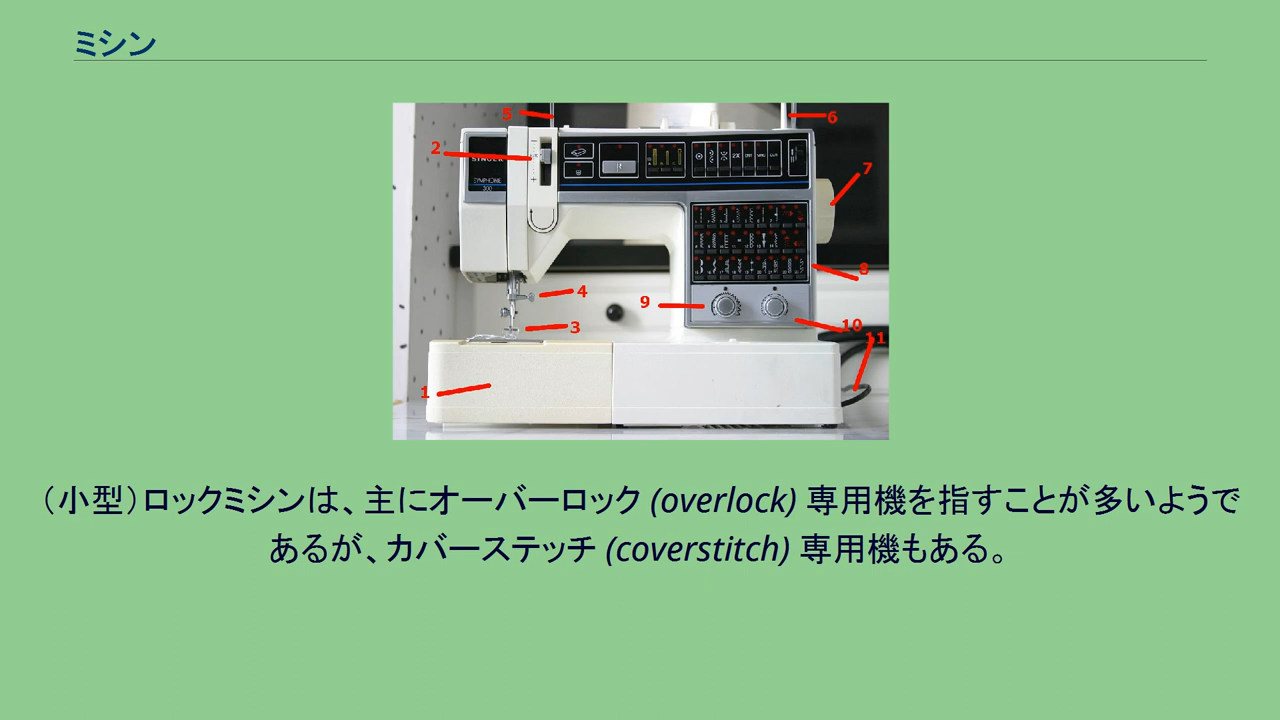 ミシン
5
6
2
SINGER
SYMPHONIE
300
R
2X
7
8
4
9
3
10
11
1
（小型）ロックミシンは、主にオーバーロック (overlock) 専用機を指すことが多いようで
あるが、カバーステッチ (coverstitch) 専用機もある。